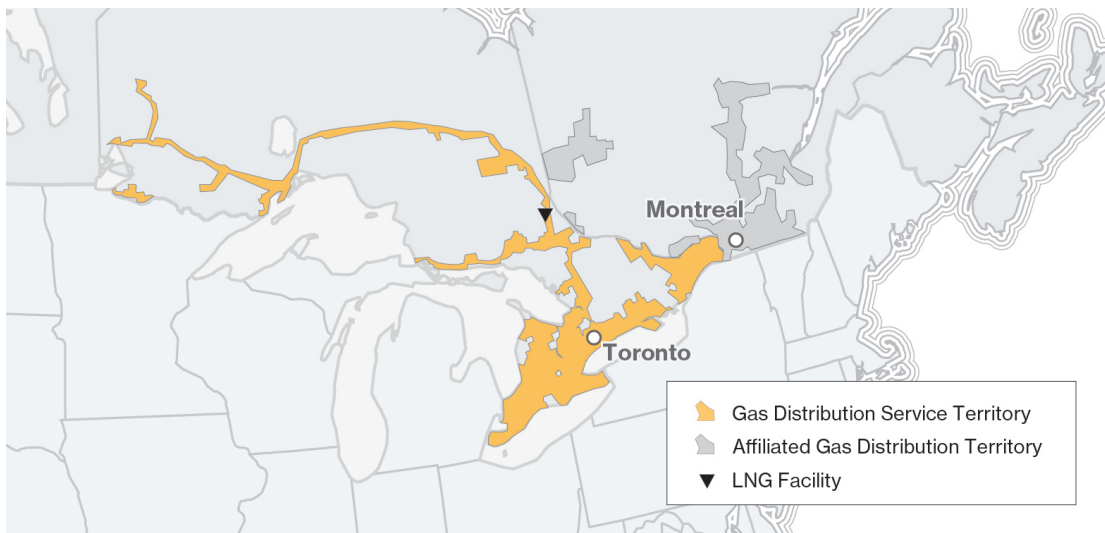 Montreal
Toronto
Gas Distribution Service Territory
Affiliated Gas Distribution Territory
LNG Facility